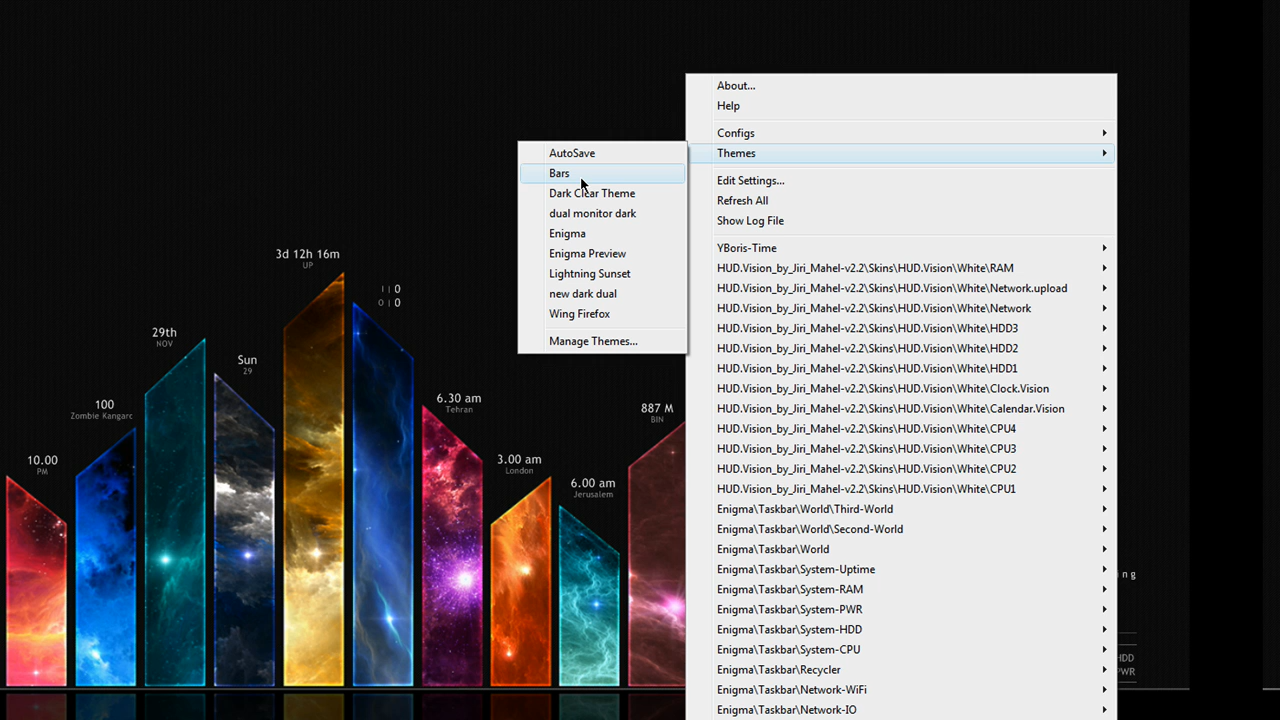 About...
Help
Configs
Themes
Edit Settings...
Refresh All
Show Log File
YBoris-Time
HUD.Vision_by_Jiri_Mahel-v2.2\Skins\HUD.Vision\White\RAM
HUD.Vision_by_Jiri_Mahel-v2.2\Skins\HUD.Vision\White\Network.upload
HUD.Vision_by_Jiri_Mahel-v2.2\Skins\HUD.Vision\White\Network
HUD.Vision_by_Jiri_Mahel-v2.2\Skins\HUD.Vision\White\HDD3
HUD.Vision_by_Jiri_Mahel-v2.2\Skins\HUD.Vision\White\HDD2
HUD.Vision_by_Jiri_Mahel-v2.2\Skins\HUD.Vision\White\HDD1
HUD.Vision_by_Jiri_Mahel-v2.2\Skins\HUD.Vision\White\Clock.Vision
HUD.Vision_by_Jiri_Mahel-v2.2\Skins\HUD.Vision\White\Calendar.Vision
HUD.Vision_by_Jiri_Mahel-v2.2\Skins\HUD.Vision\White\CPU4
HUD.Vision_by_Jiri_Mahel-v2.2\Skins\HUD.Vision\White\CPU3
HUD.Vision_by_Jiri_Mahel-v2.2\Skins\HUD.Vision\White\CPU2
HUD.Vision_by_Jiri_Mahel-v2.2\Skins\HUD.Vision\White\CPU1
Enigma\Taskbar\World\Third-World
Enigma\Taskbar\World\Second-World
Enigma\Taskbar\World
Enigma\Taskbar\System-Uptime
Enigma\Taskbar\System-RAM
Enigma\Taskbar\System-PWR
Enigma\Taskbar\System-HDD
Enigma\Taskbar\System-CPU
Enigma\Taskbar\Recycler
Enigma\Taskbar\Network-WiFi
Enigma\Taskbar\Network-IO
AutoSave
Bars
Dark Clear Theme
dual monitor dark
Enigma
Enigma Preview
Lightning Sunset
new dark dual
Wing Firefox
Manage Themes...
10.00
PM
100
Zombie Kangarc
29th
NOV
Sun
29
3d 12h 16m
UP
I I 0
O I 0
6.30 am
Tehran
3.00 am
London
6.00 am
Jerusalem
887 M
BIN
ing
HDD
PWR